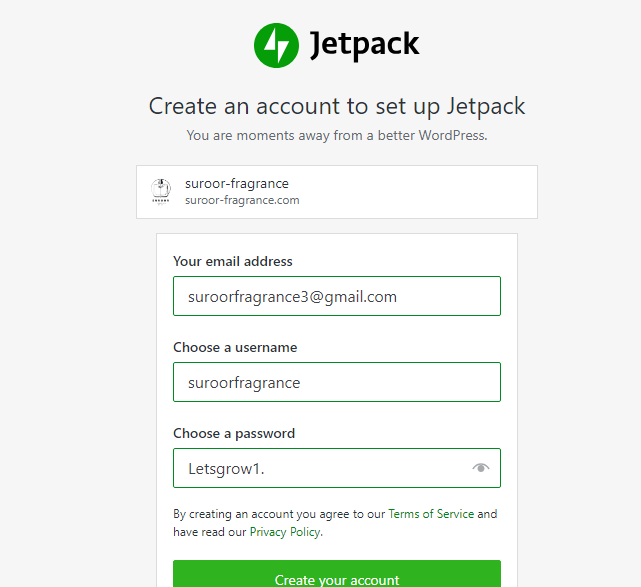 Jetpack
Create an account to set up Jetpack
You are moments away from a better WordPress.
suroor-fragrance
suroor-fragrance.com
Your email address
suroorfragrance3@gmail.com
Choose a username
suroorfragrance
Choose a password
Letsgrow1.
By creating an account you agree to our Terms of Service and
have read our Privacy Policy.
Create your account